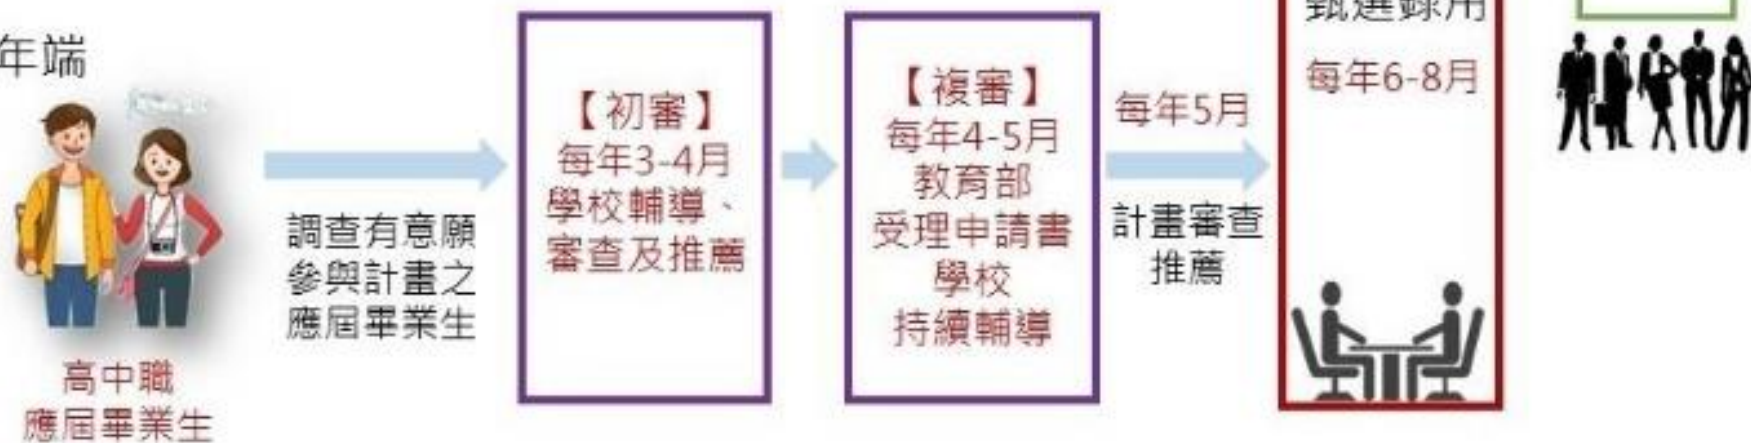 年端
高中職
應屆畢業生
調查有意願
參與計畫之
應屆畢業生
【初審】
每年3-4月
學校輔導、
審查及推薦
【複審】
每年4-5月
教育部
受理申請書
學校
持續輔導
每年5月
計畫審查
推薦
甄選錄用
每年6-8月